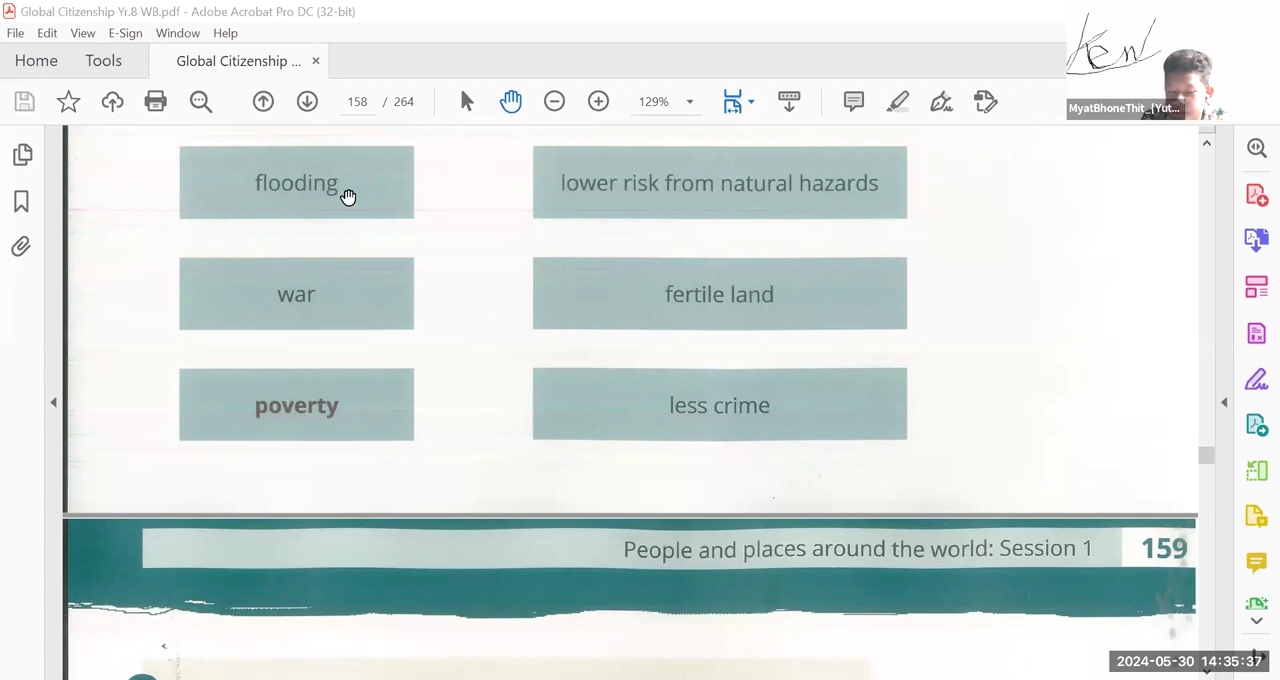 Global Citizenship Yr.8 WB.pdf - Adobe Acrobat Pro DC (32-bit)
File Edit View E-Sign Window Help
Home Tools Global Citizenship ... ×
158 / 264 129%
Ken
MyatBhoneThit_(Yut...
flooding lower risk from natural hazards
war fertile land
poverty less crime
People and places around the world: Session 1 159
2024-05-30 14:35:37